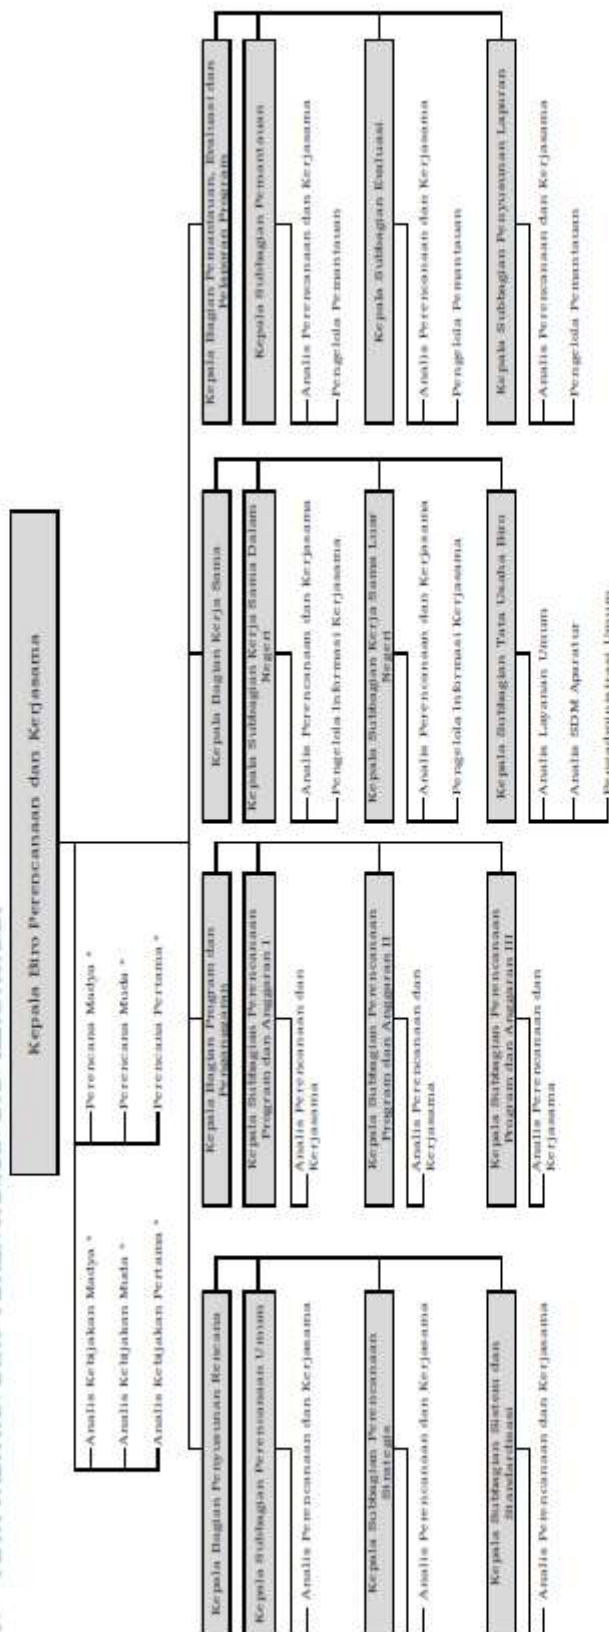 Kepala Biro Perencanaan dan Kerjasama
Analis Kebijakan Madya *
Analis Kebijakan Muda *
Analis Kebijakan Pertama *
Perencana Madya *
Perencana Muda *
Perencana Pertama *
Kepala Bagian Penyusunan Rencana
Kepala Subbagian Perencanaan Umum
Analis Perencanaan dan Kerjasama
Kepala Subbagian Perencanaan
Strategis
Analis Perencanaan dan Kerjasama
Kepala Subbagian Sistem dan
Standardisasi
Analis Perencanaan dan Kerjasama
Kepala Bagian Program dan
Penganggaran
Kepala Subbagian Perencanaan
Program dan Anggaran I
Analis Perencanaan dan
Kerjasama
Kepala Subbagian Perencanaan
Program dan Anggaran II
Analis Perencanaan dan
Kerjasama
Kepala Subbagian Perencanaan
Program dan Anggaran III
Analis Perencanaan dan
Kerjasama
Kepala Bagian Kerja Sama
Kepala Subbagian Kerja Sama Dalam
Negeri
Analis Perencanaan dan Kerjasama
Pengelola Informasi Kerjasama
Kepala Subbagian Kerja Sama Luar
Negeri
Analis Perencanaan dan Kerjasama
Pengelola Informasi Kerjasama
Kepala Subbagian Tata Usaha Biro
Analis Layanan Umum
Analis SDM Aparatur
Pengadministrasi Umum
Kepala Bagian Pemantauan, Evaluasi dan
Pelaporan Program
Kepala Subbagian Pemantauan
Analis Perencanaan dan Kerjasama
Pengelola Pemantauan
Kepala Subbagian Evaluasi
Analis Perencanaan dan Kerjasama
Pengelola Pemantauan
Kepala Subbagian Penyusunan Laporan
Analis Perencanaan dan Kerjasama
Pengelola Pemantauan